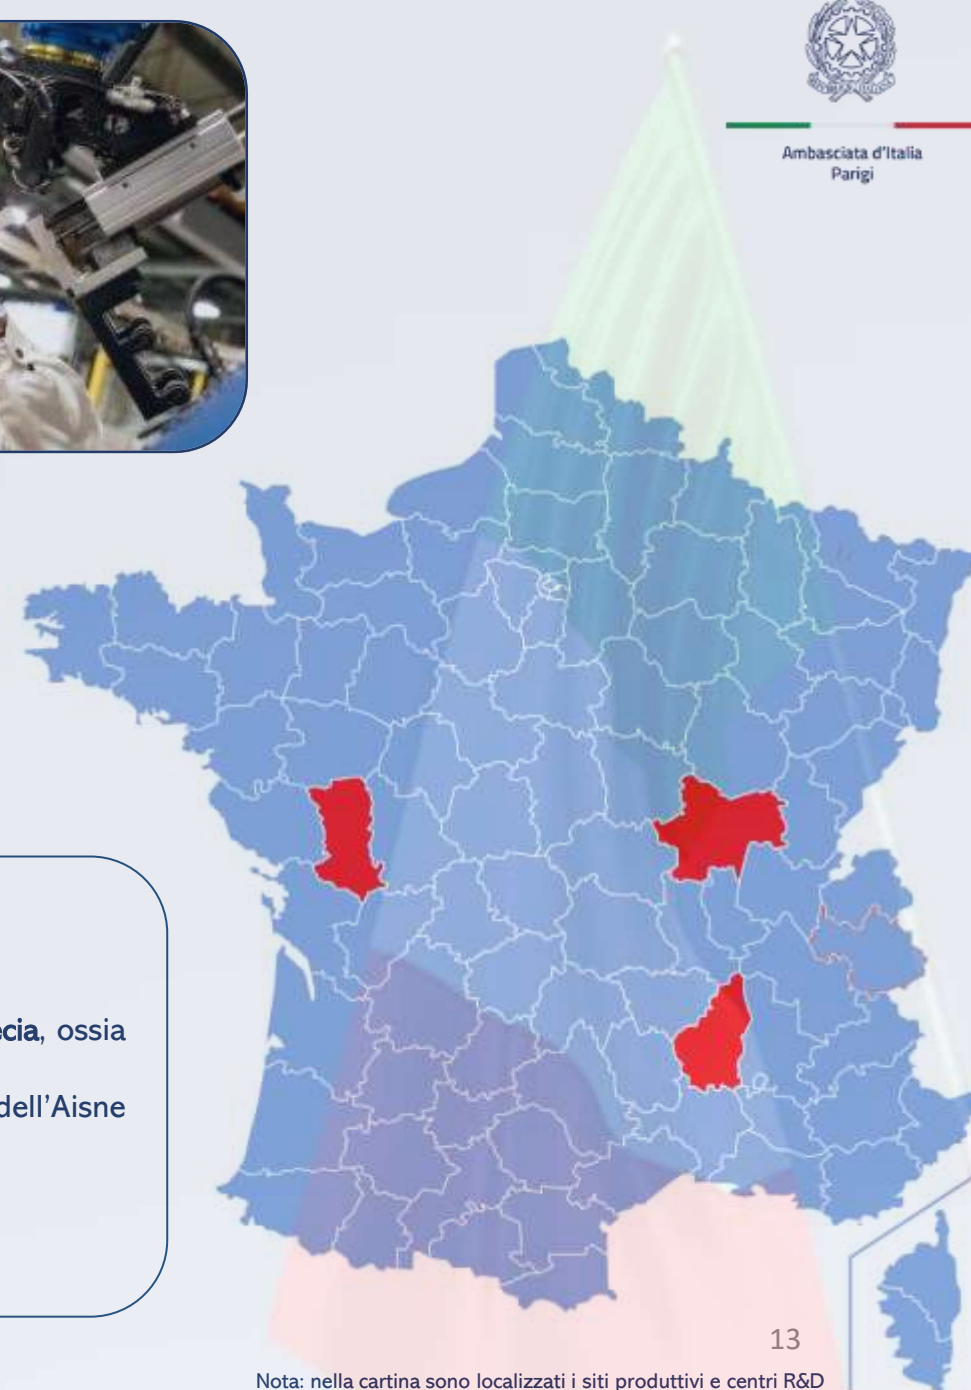 Ambasciata d'Italia
Parigi
ecia, ossia
dell'Aisne
13
Nota: nella cartina sono localizzati i siti produttivi e centri R&D